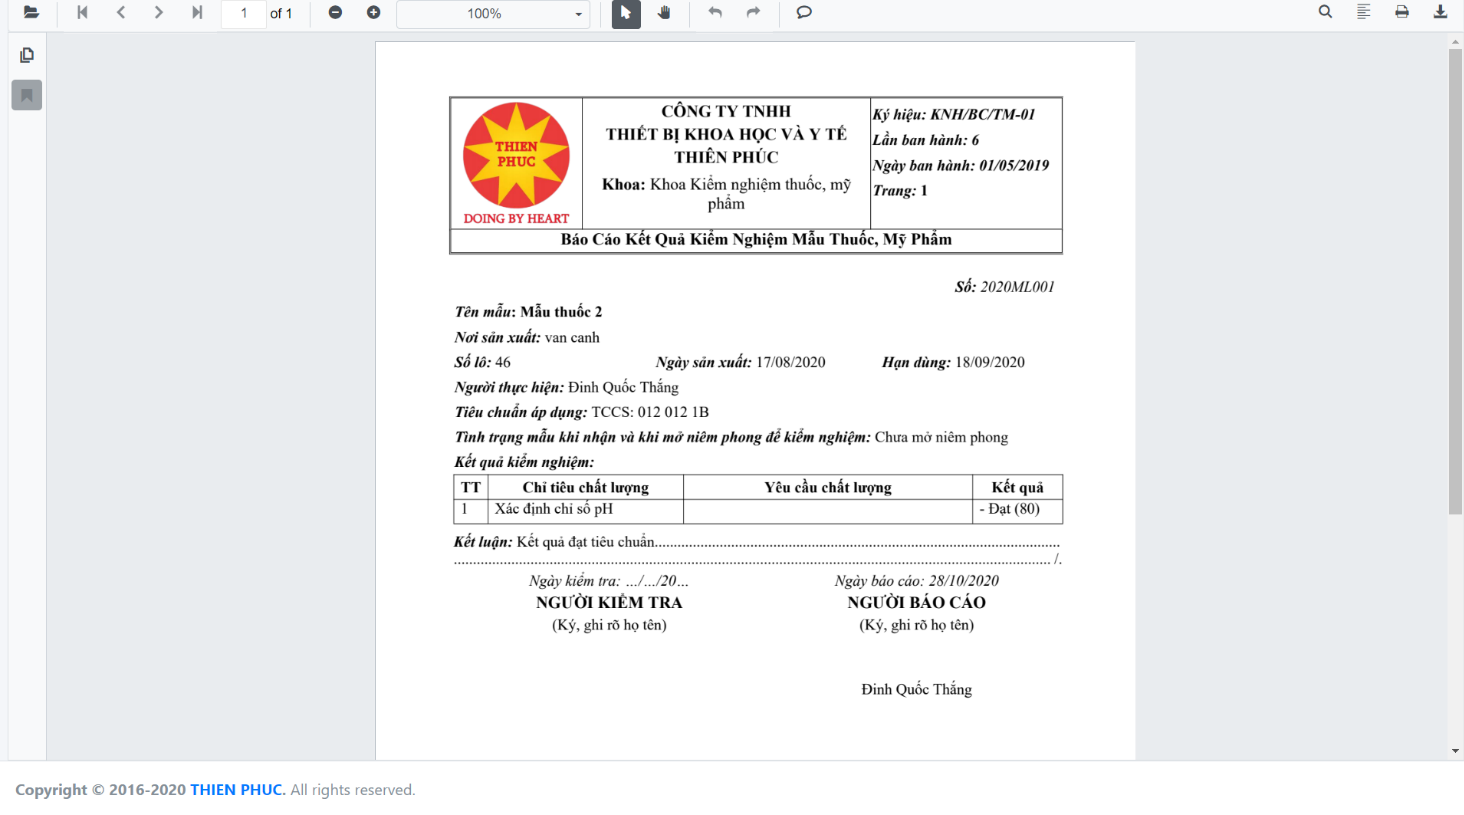 1 of 1
100%
THIEN
PHUC
DOING BY HEART
CÔNG TY TNHH
THIẾT BỊ KHOA HỌC VÀ Y TẾ
THIÊN PHÚC
Khoa: Khoa Kiểm nghiệm thuốc, mỹ
phẩm
Ký hiệu: KNH/BC/TM-01
Lần ban hành: 6
Ngày ban hành: 01/05/2019
Trang: 1
Báo Cáo Kết Quả Kiểm Nghiệm Mẫu Thuốc, Mỹ Phẩm
Số: 2020ML001
Tên mẫu: Mẫu thuốc 2
Nơi sản xuất: van canh
Số lô: 46 Ngày sản xuất: 17/08/2020 Hạn dùng: 18/09/2020
Người thực hiện: Đinh Quốc Thắng
Tiêu chuẩn áp dụng: TCCS: 012 012 1B
Tình trạng mẫu khi nhận và khi mở niêm phong để kiểm nghiệm: Chưa mở niêm phong
Kết quả kiểm nghiệm:
TT Chỉ tiêu chất lượng Yêu cầu chất lượng Kết quả
1 Xác định chỉ số pH - Đạt (80)
Kết luận: Kết quả đạt tiêu chuẩn..........................................................................................................
............................................................................................................................................................ /.
Ngày kiểm tra: …/…/20… Ngày báo cáo: 28/10/2020
NGƯỜI KIỂM TRA NGƯỜI BÁO CÁO
(Ký, ghi rõ họ tên) (Ký, ghi rõ họ tên)
Đinh Quốc Thắng
Copyright © 2016-2020 THIEN PHUC. All rights reserved.